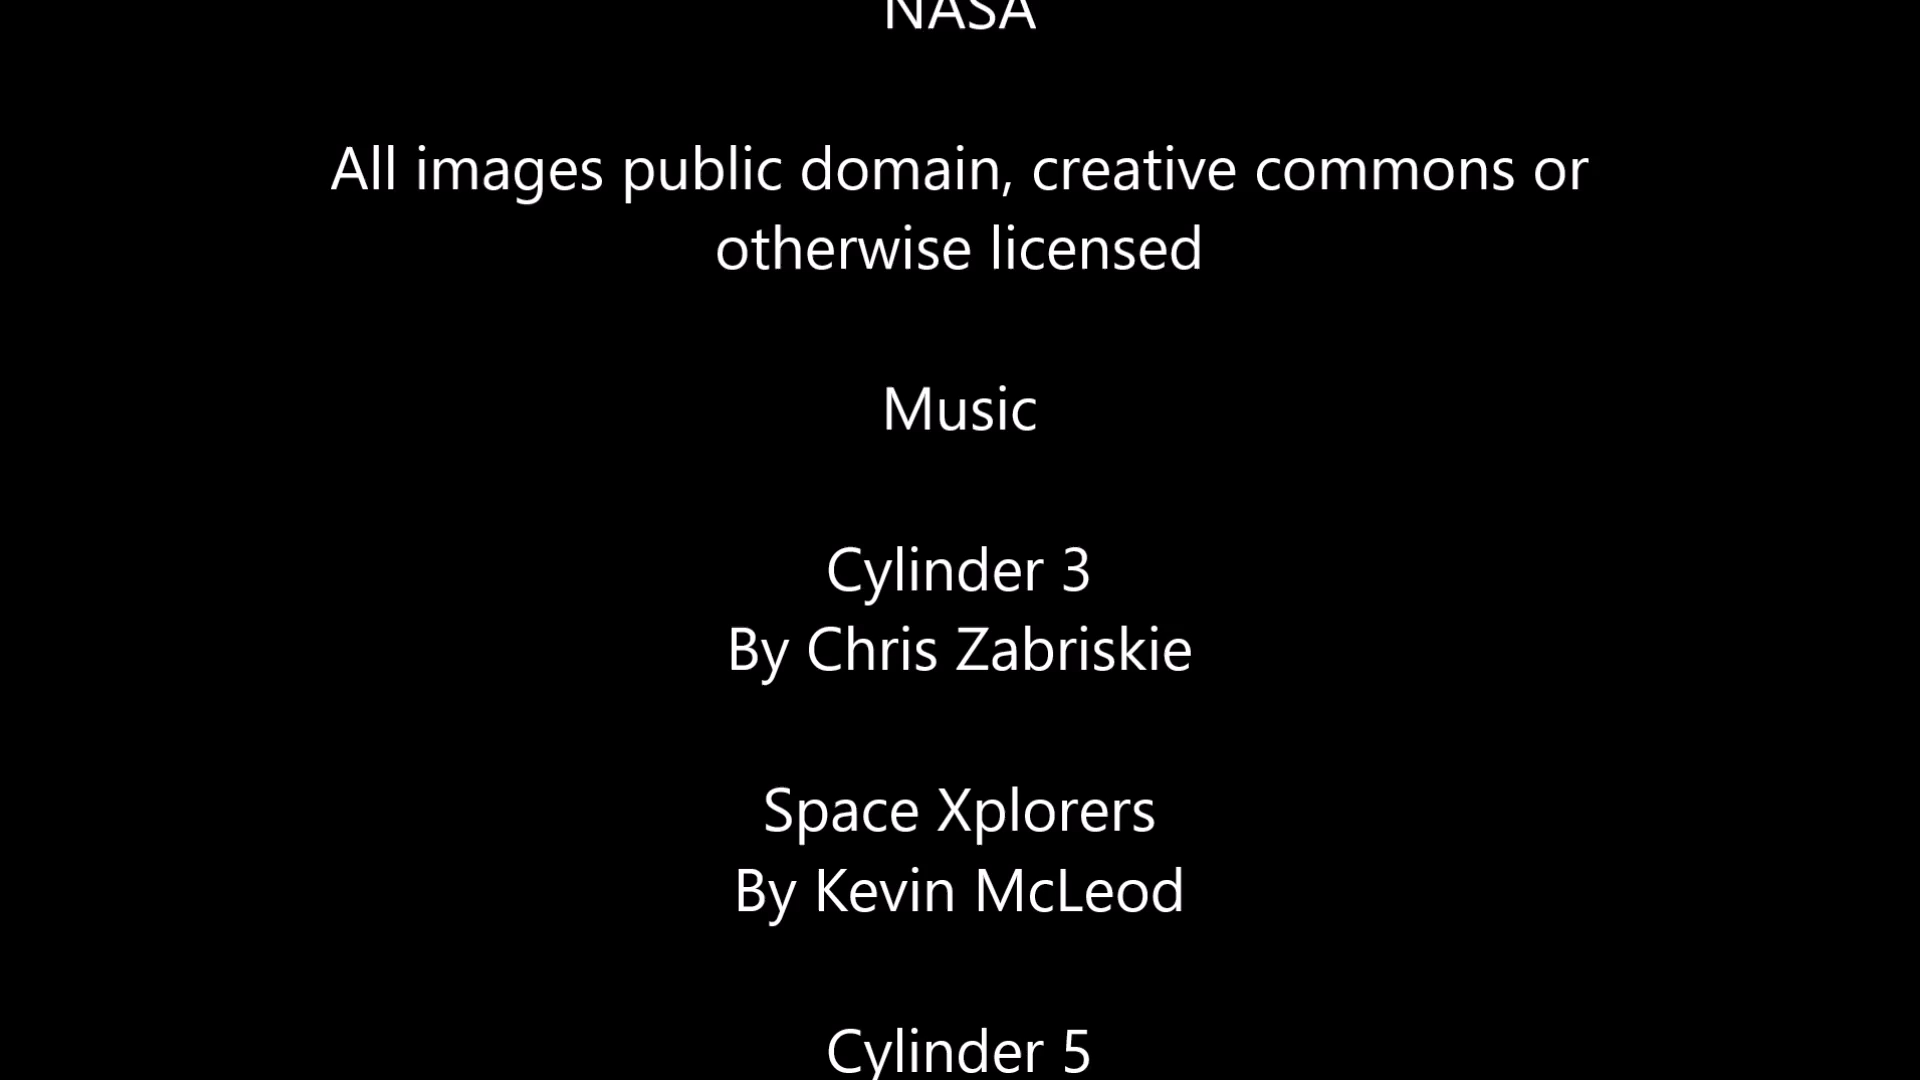 NASA
All images public domain, creative commons or
otherwise licensed
Music
Cylinder 3
By Chris Zabriskie
Space Xplorers
By Kevin McLeod
Cylinder 5